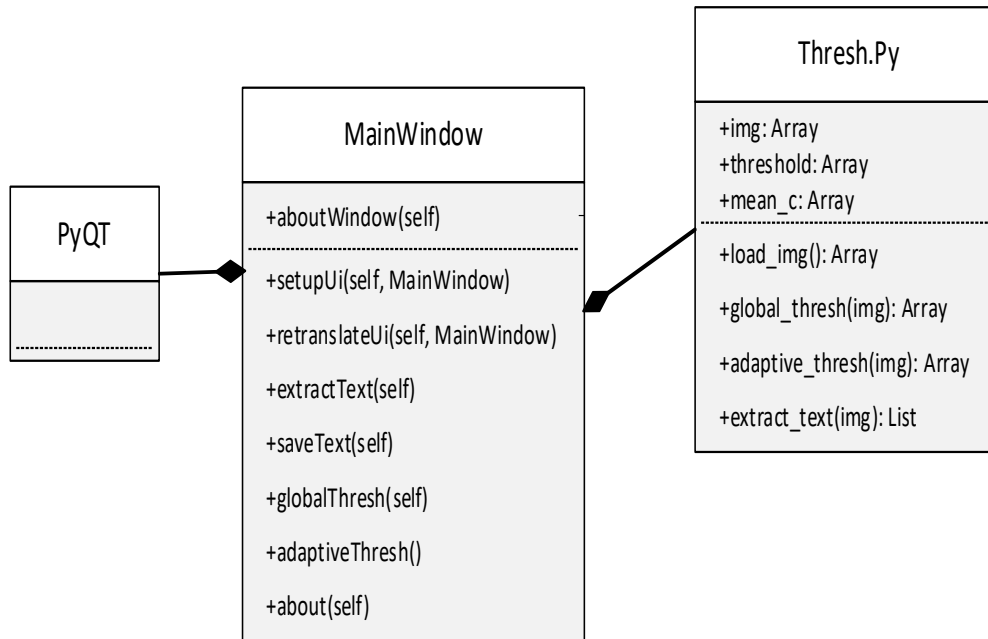 PyQT
MainWindow
+aboutWindow(self)
+setupUi(self, MainWindow)
+retranslateUi(self, MainWindow)
+extractText(self)
+saveText(self)
+globalThresh(self)
+adaptiveThresh()
+about(self)
Thresh.Py
+img: Array
+threshold: Array
+mean_c: Array
+load_img(): Array
+global_thresh(img): Array
+adaptive_thresh(img): Array
+extract_text(img): List